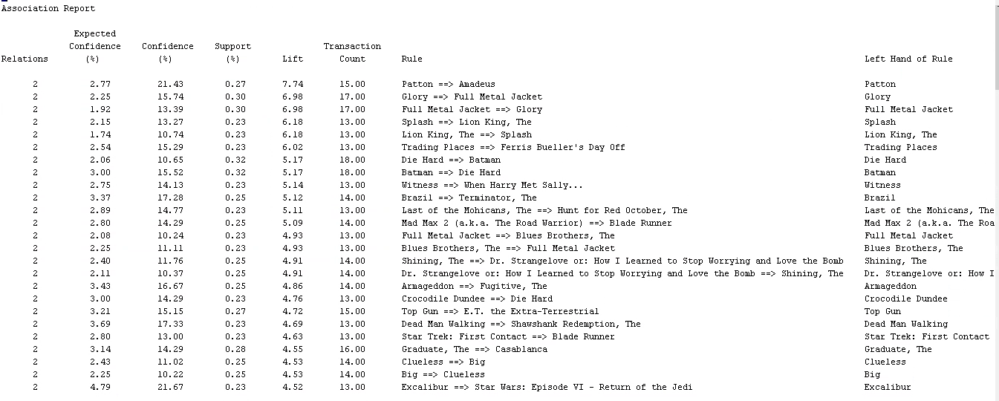 Association Report
Expected
Confidence Confidence Support Transaction
Relations (%) (%) (%) Lift Count Rule Left Hand of Rule
2 2.77 21.43 0.27 7.74 15.00 Patton ==> Amadeus Patton
2 2.25 15.74 0.30 6.98 17.00 Glory ==> Full Metal Jacket Glory
2 1.92 13.39 0.30 6.98 17.00 Full Metal Jacket ==> Glory Full Metal Jacket
2 2.15 13.27 0.23 6.18 13.00 Splash ==> Lion King, The Splash
2 1.74 10.74 0.23 6.18 13.00 Lion King, The ==> Splash Lion King, The
2 2.54 15.29 0.23 6.02 13.00 Trading Places ==> Ferris Bueller's Day Off Trading Places
2 2.06 10.65 0.32 5.17 18.00 Die Hard ==> Batman Die Hard
2 3.00 15.52 0.32 5.17 18.00 Batman ==> Die Hard Batman
2 2.75 14.13 0.23 5.14 13.00 Witness ==> When Harry Met Sally... Witness
2 3.37 17.28 0.25 5.12 14.00 Brazil ==> Terminator, The Brazil
2 2.89 14.77 0.23 5.11 13.00 Last of the Mohicans, The ==> Hunt for Red October, The Last of the Mohicans, The
2 2.80 14.29 0.25 5.09 14.00 Mad Max 2 (a.k.a. The Road Warrior) ==> Blade Runner Mad Max 2 (a.k.a. The Roa
2 2.08 10.24 0.23 4.93 13.00 Full Metal Jacket ==> Blues Brothers, The Full Metal Jacket
2 2.25 11.11 0.23 4.93 13.00 Blues Brothers, The ==> Full Metal Jacket Blues Brothers, The
2 2.40 11.76 0.25 4.91 14.00 Shining, The ==> Dr. Strangelove or: How I Learned to Stop Worrying and Love the Bomb Shining, The
2 2.11 10.37 0.25 4.91 14.00 Dr. Strangelove or: How I Learned to Stop Worrying and Love the Bomb ==> Shining, The Dr. Strangelove or: How I
2 3.43 16.67 0.25 4.86 14.00 Armageddon ==> Fugitive, The Armageddon
2 3.00 14.29 0.23 4.76 13.00 Crocodile Dundee ==> Die Hard Crocodile Dundee
2 3.21 15.15 0.27 4.72 15.00 Top Gun ==> E.T. the Extra-Terrestrial Top Gun
2 3.69 17.33 0.23 4.69 13.00 Dead Man Walking ==> Shawshank Redemption, The Dead Man Walking
2 2.80 13.00 0.23 4.63 13.00 Star Trek: First Contact ==> Blade Runner Star Trek: First Contact
2 3.14 14.29 0.28 4.55 16.00 Graduate, The ==> Casablanca Graduate, The
2 2.43 11.02 0.25 4.53 14.00 Clueless ==> Big Clueless
2 2.25 10.22 0.25 4.53 14.00 Big ==> Clueless Big
2 4.79 21.67 0.23 4.52 13.00 Excalibur ==> Star Wars: Episode VI - Return of the Jedi Excalibur